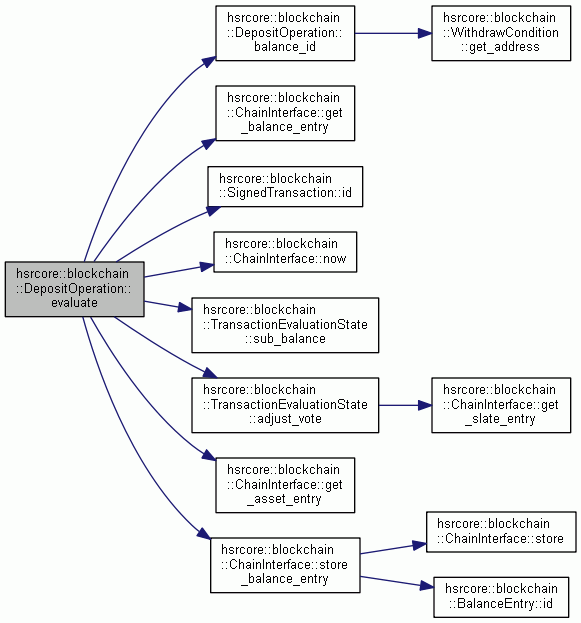 hsrcore::blockchain
::DepositOperation::
balance_id
hsrcore::blockchain
::WithdrawCondition
::get_address
hsrcore::blockchain
::ChainInterface::get
_balance_entry
hsrcore::blockchain
::SignedTransaction::id
hsrcore::blockchain
::ChainInterface::now
hsrcore::blockchain
::DepositOperation::
evaluate
hsrcore::blockchain
::TransactionEvaluationState
::sub_balance
hsrcore::blockchain
::TransactionEvaluationState
::adjust_vote
hsrcore::blockchain
::ChainInterface::get
_slate_entry
hsrcore::blockchain
::ChainInterface::get
_asset_entry
hsrcore::blockchain
::ChainInterface::store
_balance_entry
hsrcore::blockchain
::ChainInterface::store
hsrcore::blockchain
::BalanceEntry::id